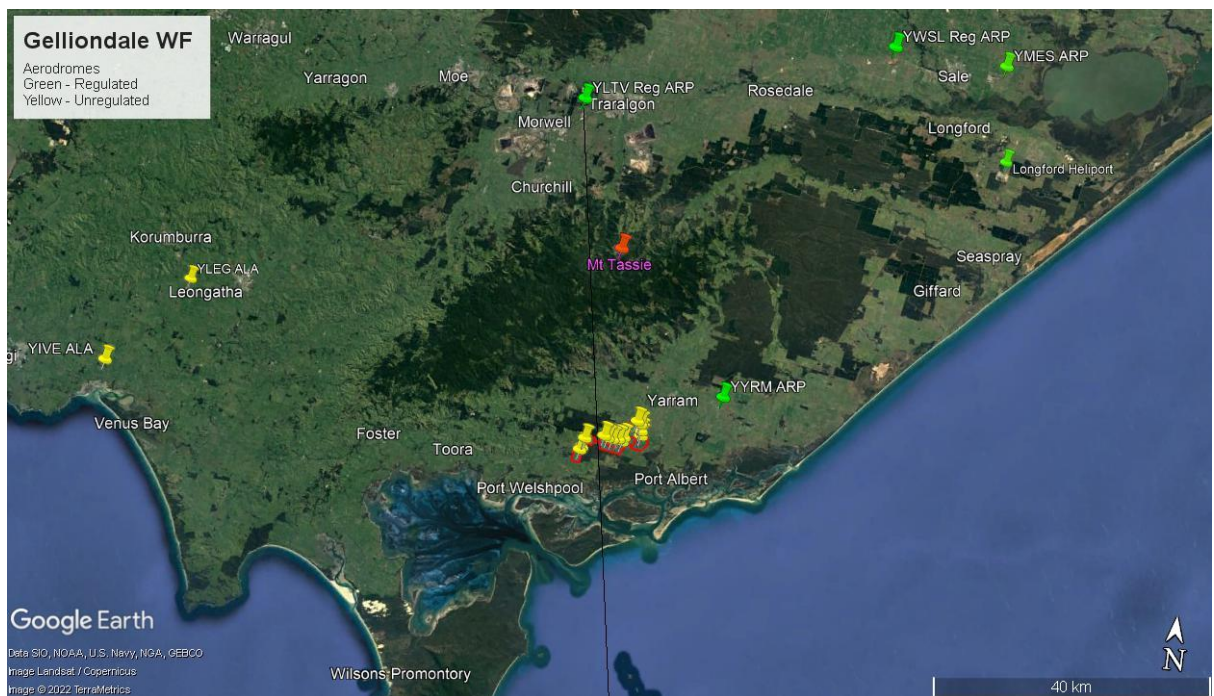 Gelliondale WF
Aerodromes
Green - Regulated
Yellow - Unregulated
Warragul
YWSL Reg ARP
YMES ARP
Yarragon
Moe
Sale
YLTV Reg ARP
Rosedale
Traralgon
Morwell
Longford
Longford Heliport
Churchill
Korumburra
Mt Tassie
Seaspray
YLEG ALA
Leongatha
Giffard
YIVE ALA
gi
YYRM ARP
Yarram
Venus Bay
Foster
Toora
Port Welshpool
Port Albert
Google Earth
Data SIO, NOAA, U.S. Navy, NGA, GEBCO
Image Landsat / Copernicus
Image © 2022 TerraMetrics
Wilsons Promontory
N
40 km